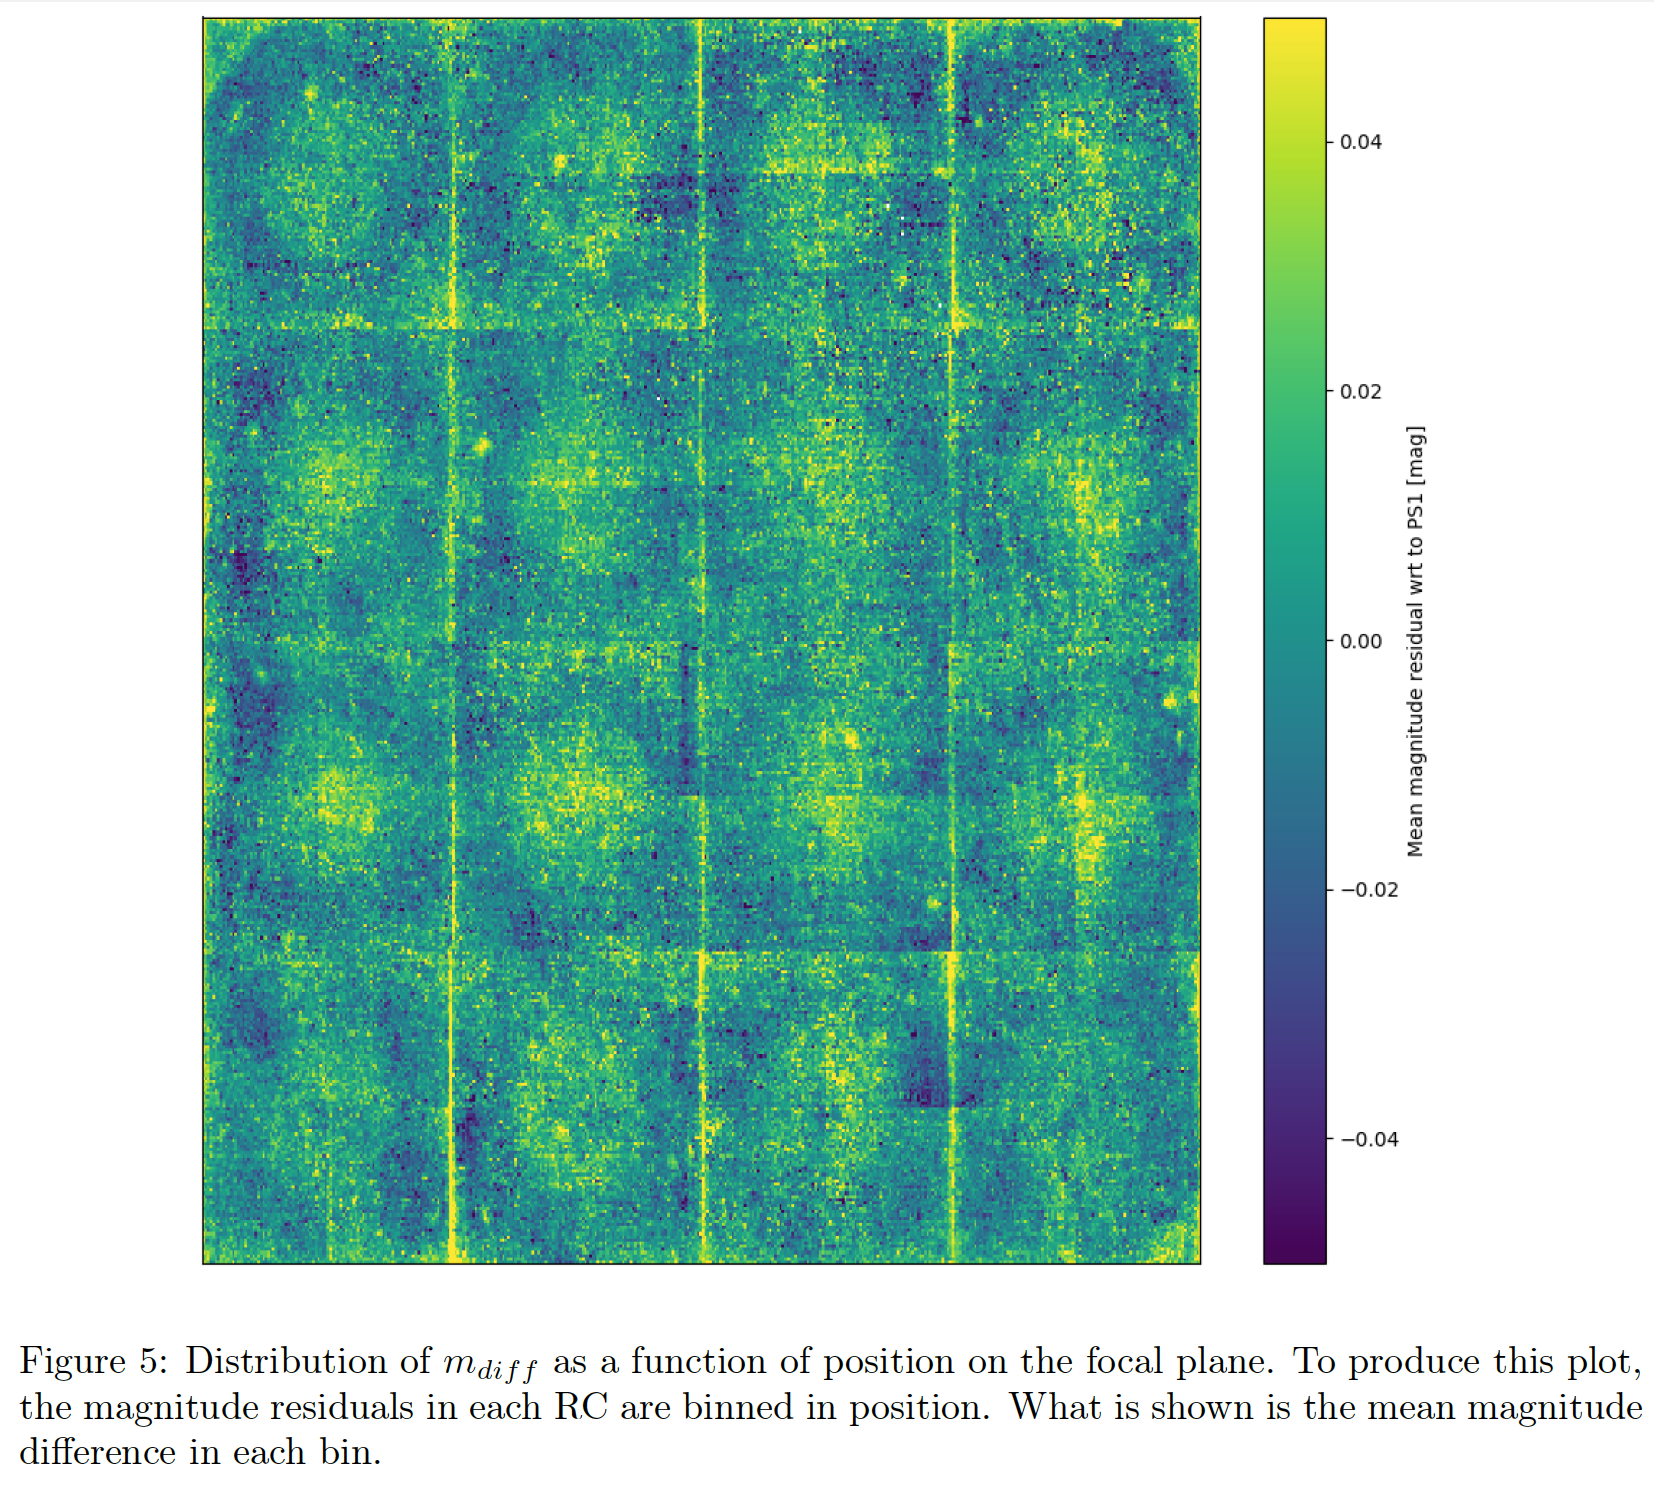 0.04
0.02
0.00
−0.02
−0.04
Mean magnitude residual wrt to PS1 [mag]
Figure 5: Distribution of m_{diff} as a function of position on the focal plane. To produce this plot,
the magnitude residuals in each RC are binned in position. What is shown is the mean magnitude
difference in each bin.